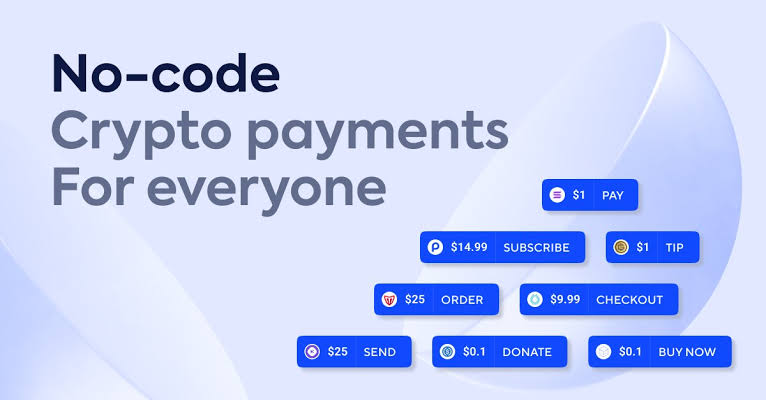 No-code
Crypto payments
For everyone
$1 PAY
$14.99 SUBSCRIBE
$1 TIP
$25 ORDER
$9.99 CHECKOUT
$25 SEND
$0.1 DONATE
$0.1 BUY NOW